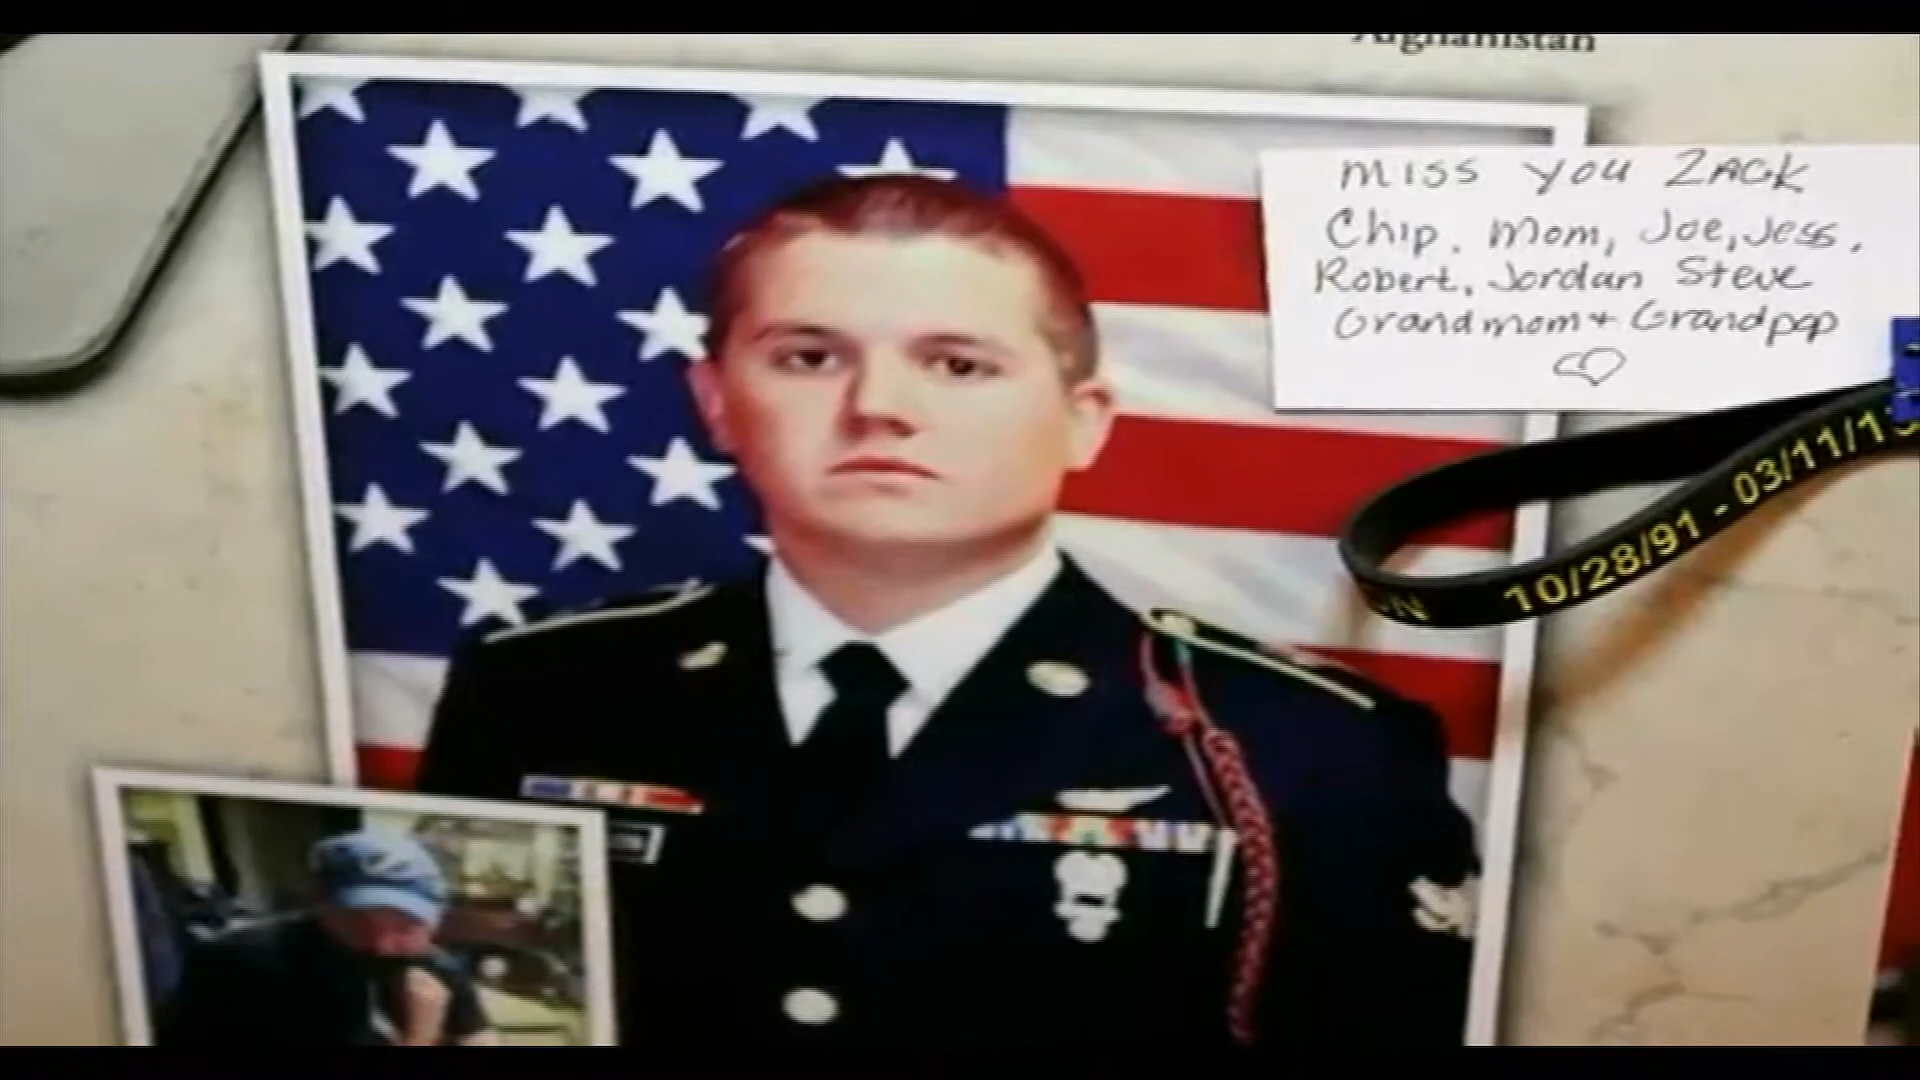 Afghanistan
MISS YOU ZACK
Chip, Mom, Joe, Jess,
Robert, Jordan Steve
Grandmom + Grandpop
10/28/91 - 03/11/1